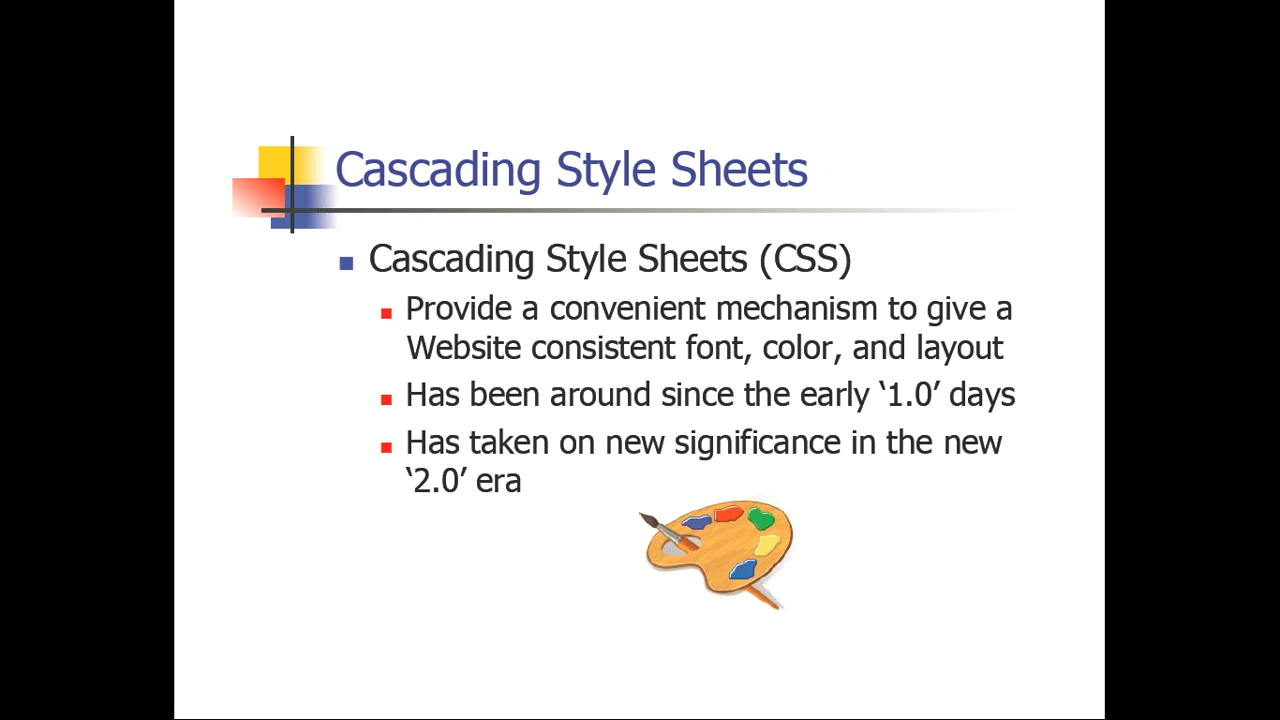 Cascading Style Sheets
Cascading Style Sheets (CSS)
Provide a convenient mechanism to give a
Website consistent font, color, and layout
Has been around since the early ‘1.0’ days
Has taken on new significance in the new
‘2.0’ era